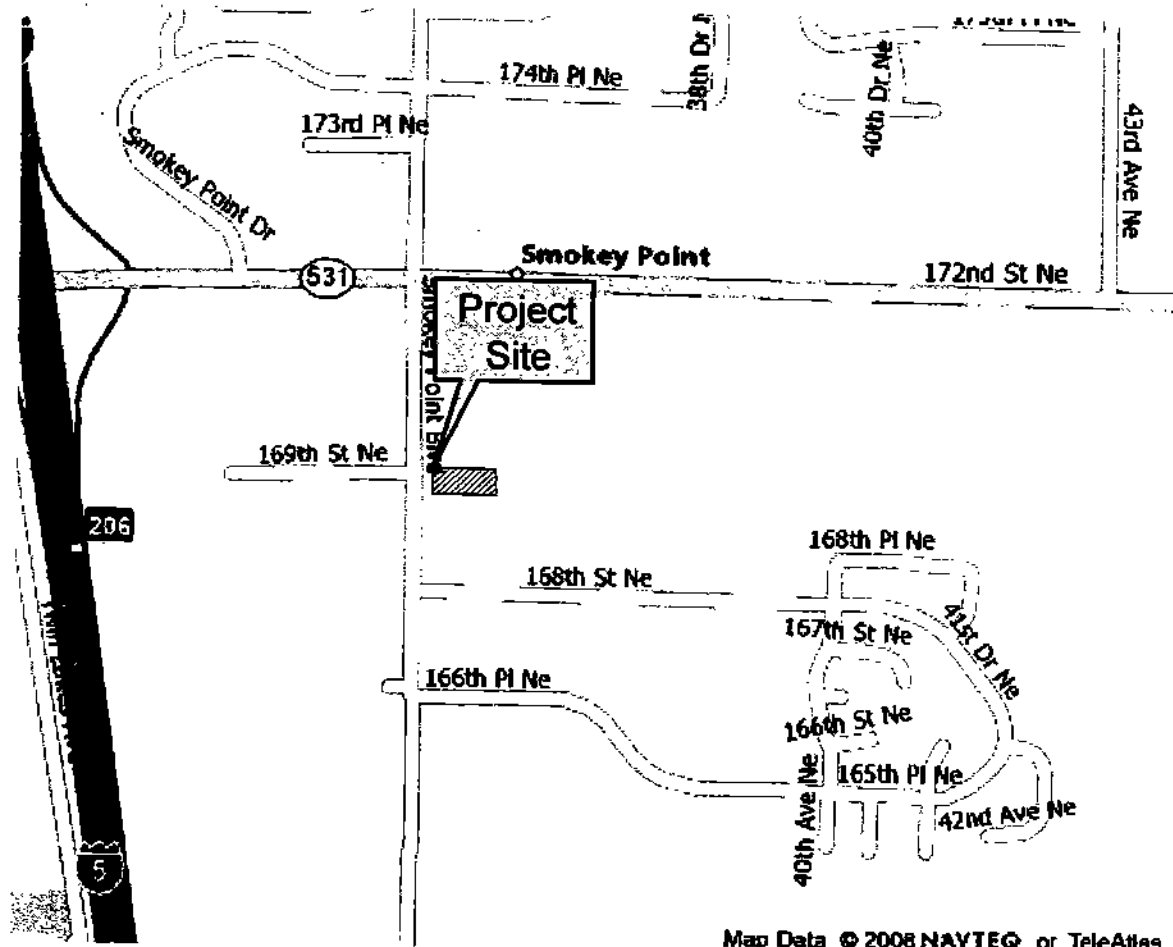 174th Pl Ne
38th Dr
40th Dr Ne
43rd Ave Ne
173rd Pl Ne
Smokey Point Dr
Smokey Point
531
172nd St Ne
Project
Site
169th St Ne
206
168th Pl Ne
168th St Ne
167th St Ne
41st Dr Ne
166th Pl Ne
166th St Ne
165th Pl Ne
40th Ave Ne
42nd Ave Ne
5
Map Data © 2008 NAVTEQ or TeleAtlas